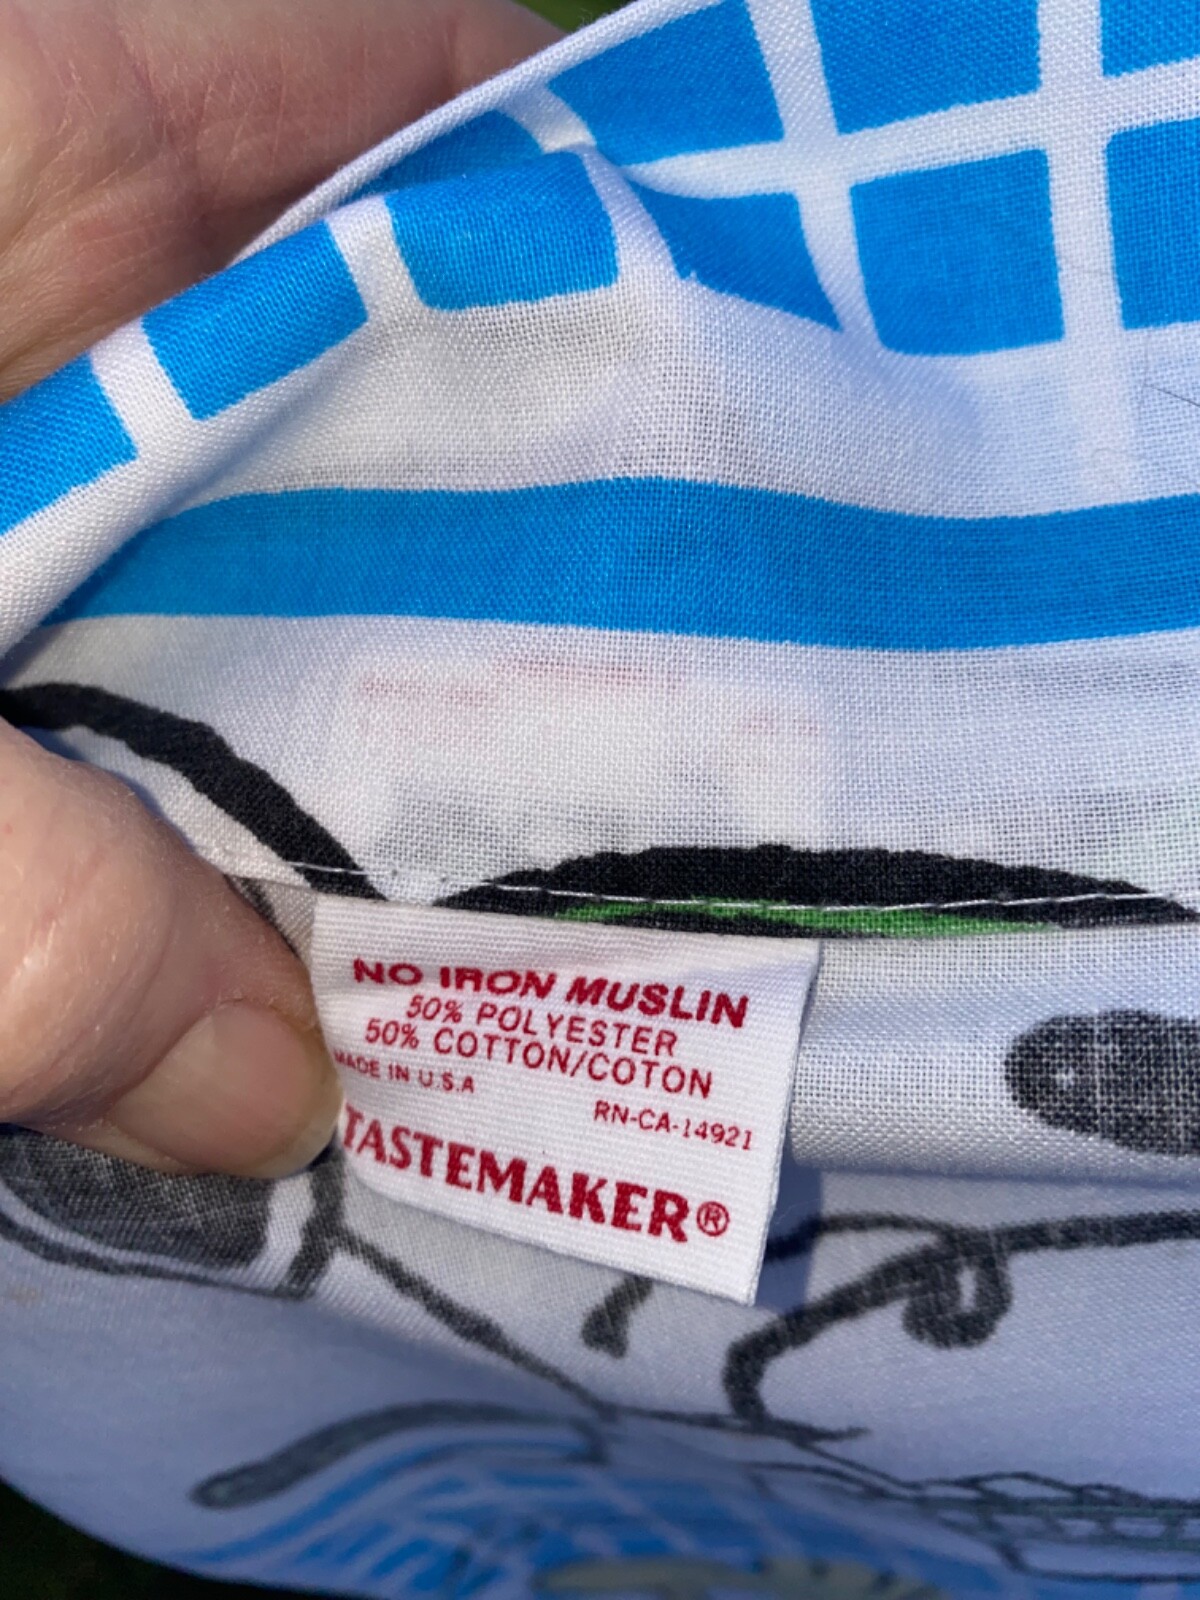 NO IRON MUSLIN
50% POLYESTER
50% COTTON/COTON
MADE IN U.S.A
RN-CA-14921
TASTEMAKER®